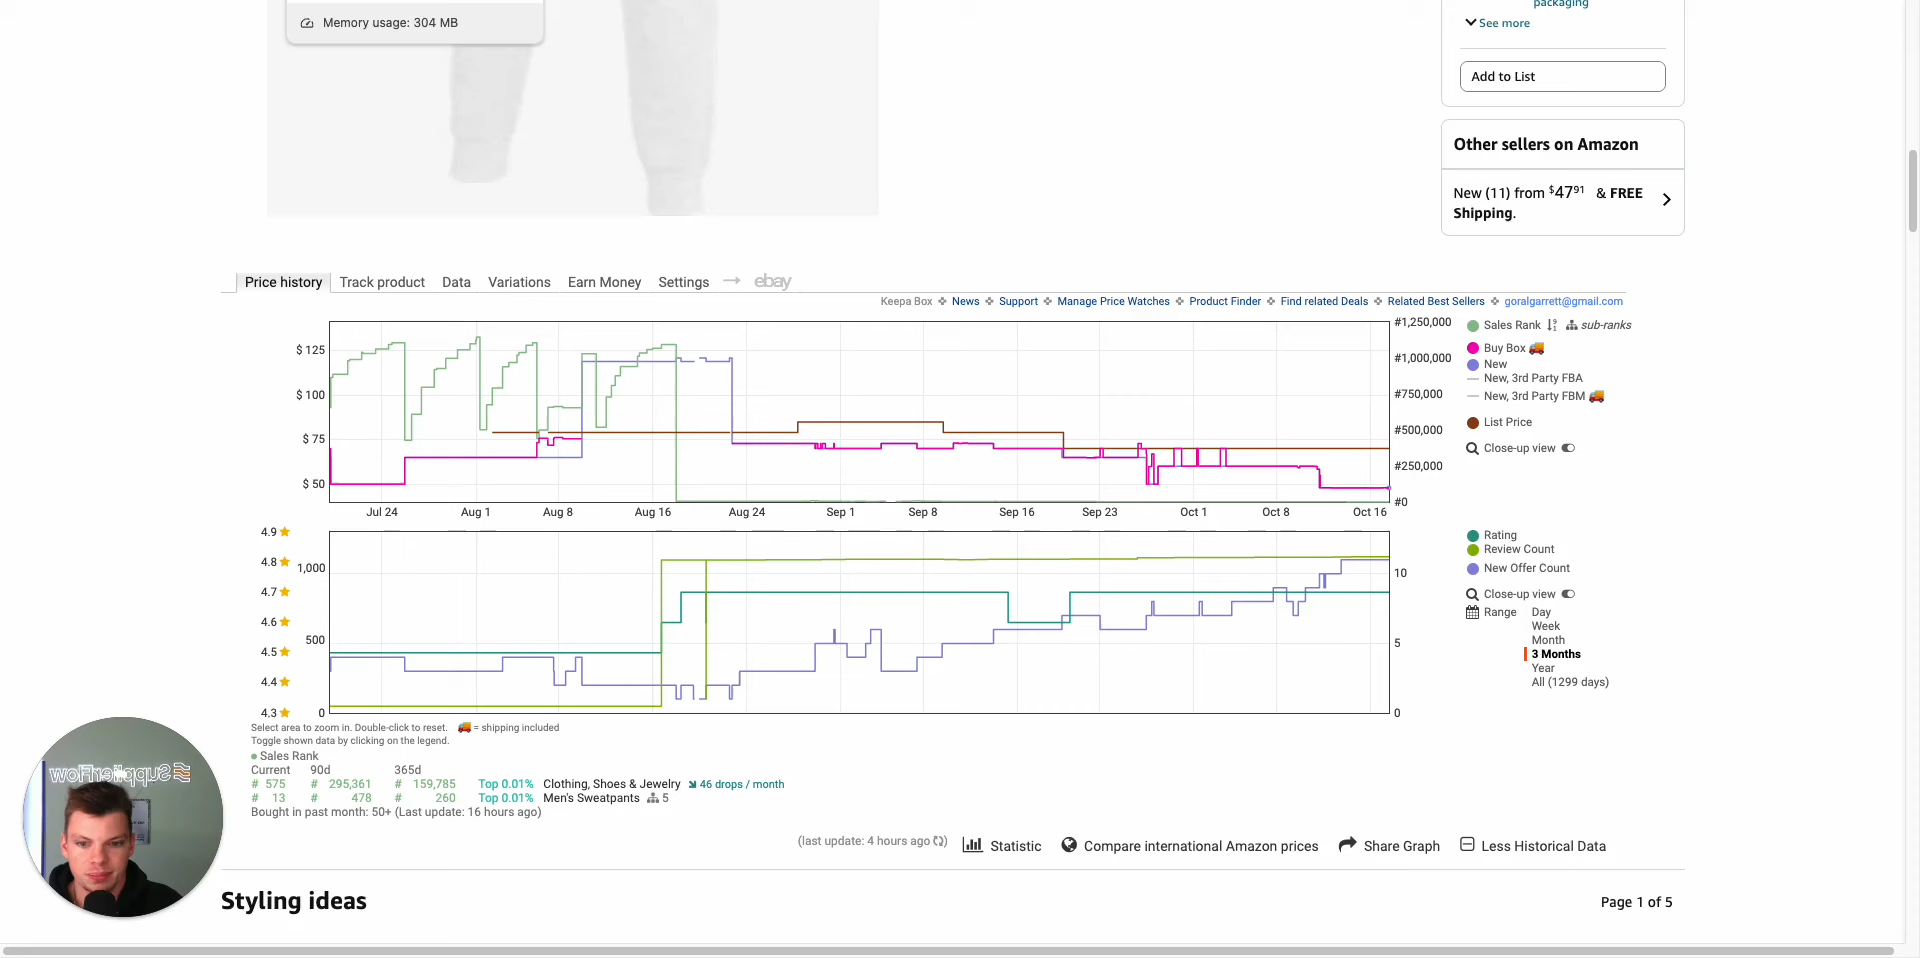 packaging
See more
Memory usage: 304 MB
Add to List
Other sellers on Amazon
New (11) from $47⁹¹ & FREE
Shipping.
Price history Track product Data Variations Earn Money Settings → ebay
Keepa Box News Support Manage Price Watches Product Finder Find related Deals Related Best Sellers goralgarrett@gmail.com
$ 125
$ 100
$ 75
$ 50
#1,250,000
#1,000,000
#750,000
#500,000
#250,000
#0
Sales Rank sub-ranks
Buy Box
New
New, 3rd Party FBA
New, 3rd Party FBM
List Price
Close-up view
Jul 24 Aug 1 Aug 8 Aug 16 Aug 24 Sep 1 Sep 8 Sep 16 Sep 23 Oct 1 Oct 8 Oct 16
4.9
4.8
4.7
4.6
4.5
4.4
4.3
1,000
500
0
10
5
0
Rating
Review Count
New Offer Count
Close-up view
Range Day
Week
Month
3 Months
Year
All (1299 days)
Select area to zoom in. Double-click to reset. = shipping included
Toggle shown data by clicking on the legend.
Sales Rank
Current 90d 365d
# 575 # 295,361 # 159,785 Top 0.01% Clothing, Shoes & Jewelry 46 drops / month
# 13 # 478 # 260 Top 0.01% Men's Sweatpants 5
Bought in past month: 50+ (Last update: 16 hours ago)
(last update: 4 hours ago) Statistic Compare international Amazon prices Share Graph Less Historical Data
SupplierFlow
Styling ideas
Page 1 of 5